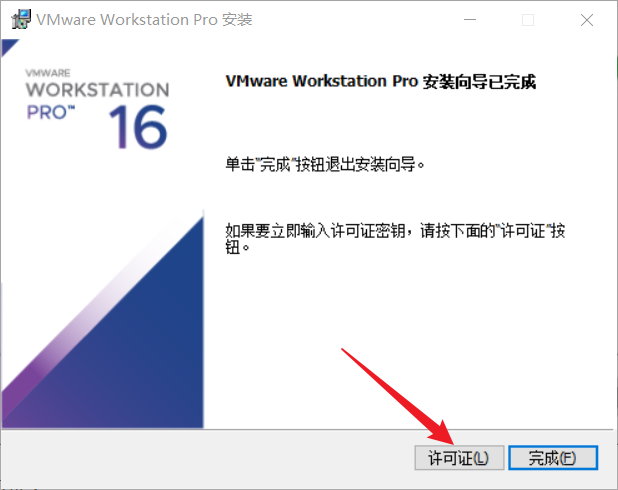 VMware Workstation Pro 安装
VMWARE
WORKSTATION
PRO™
16
VMware Workstation Pro 安装向导已完成
单击"完成"按钮退出安装向导。
如果要立即输入许可证密钥，请按下面的"许可证"按
钮。
许可证(L)
完成(F)